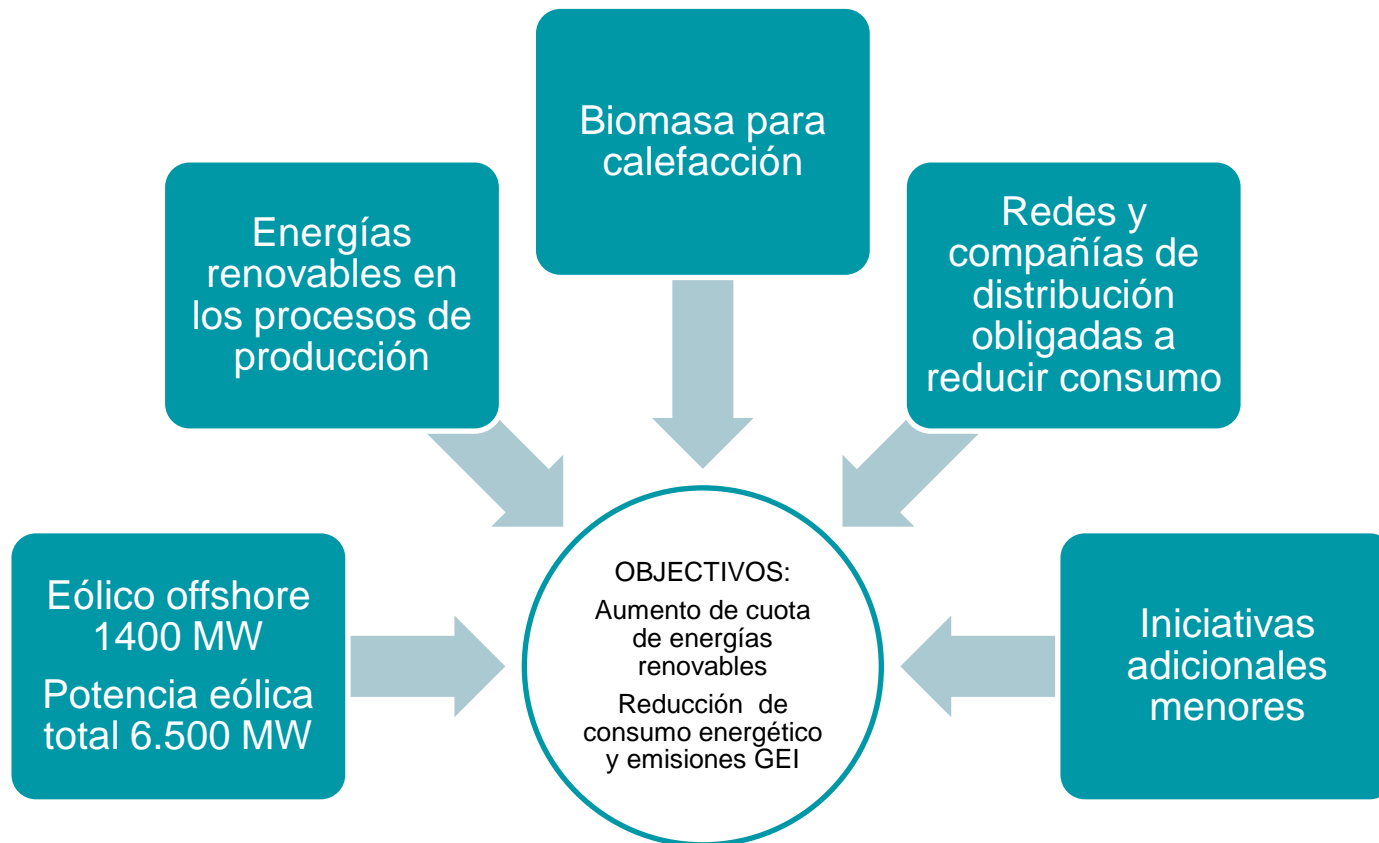 Biomasa para
calefacción
Energías
renovables en
los procesos de
producción
Redes y
compañías de
distribución
obligadas a
reducir consumo
Eólico offshore
1400 MW
Potencia eólica
total 6.500 MW
OBJECTIVOS:
Aumento de cuota
de energías
renovables
Reducción de
consumo energético
y emisiones GEI
Iniciativas
adicionales
menores